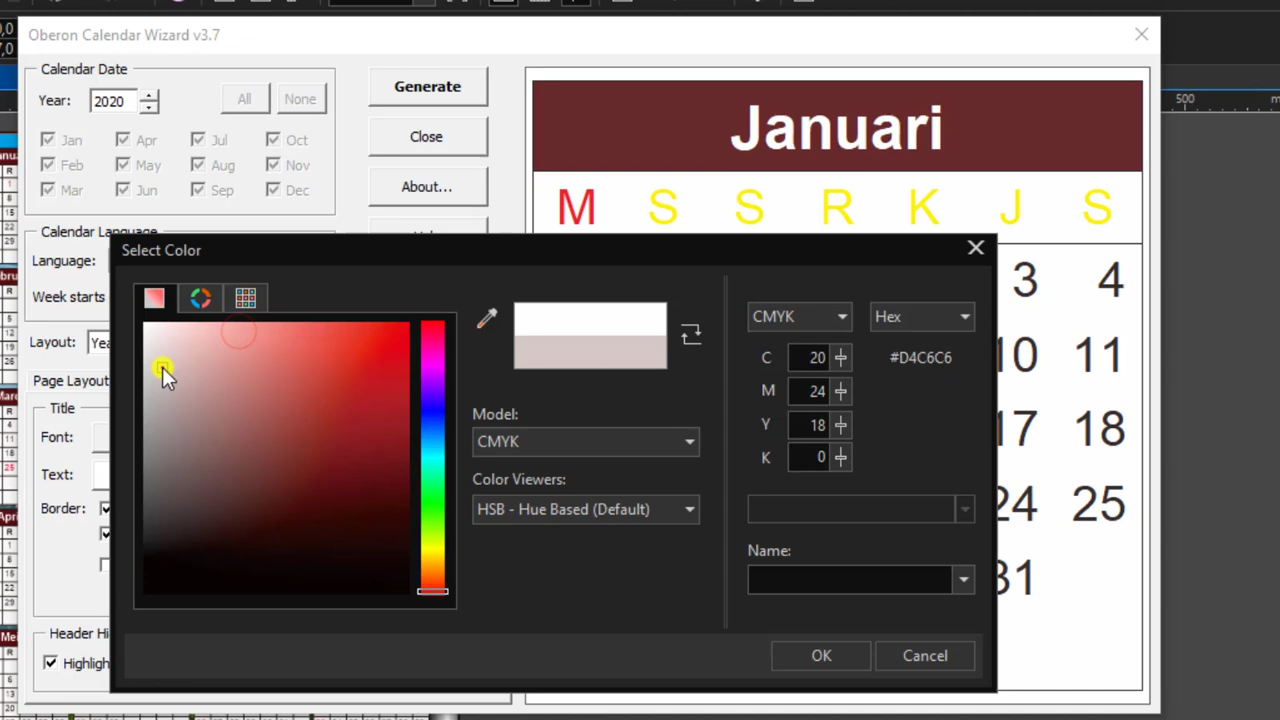 500
Oberon Calendar Wizard v3.7
Calendar Date
Year: 2020 All None
Jan Apr Jul Oct
Feb May Aug Nov
Mar Jun Sep Dec
Generate
Close
About...
Calendar Language
Language:
Week starts
Layout:
Page Layout
Title
Font:
Text:
Border:
Januari
M S S R K J S
3 4
10 11
17 18
24 25
31
Select Color
Model:
CMYK
Color Viewers:
HSB - Hue Based (Default)
CMYK Hex
C 20 #D4C6C6
M 24
Y 18
K 0
Name:
OK Cancel